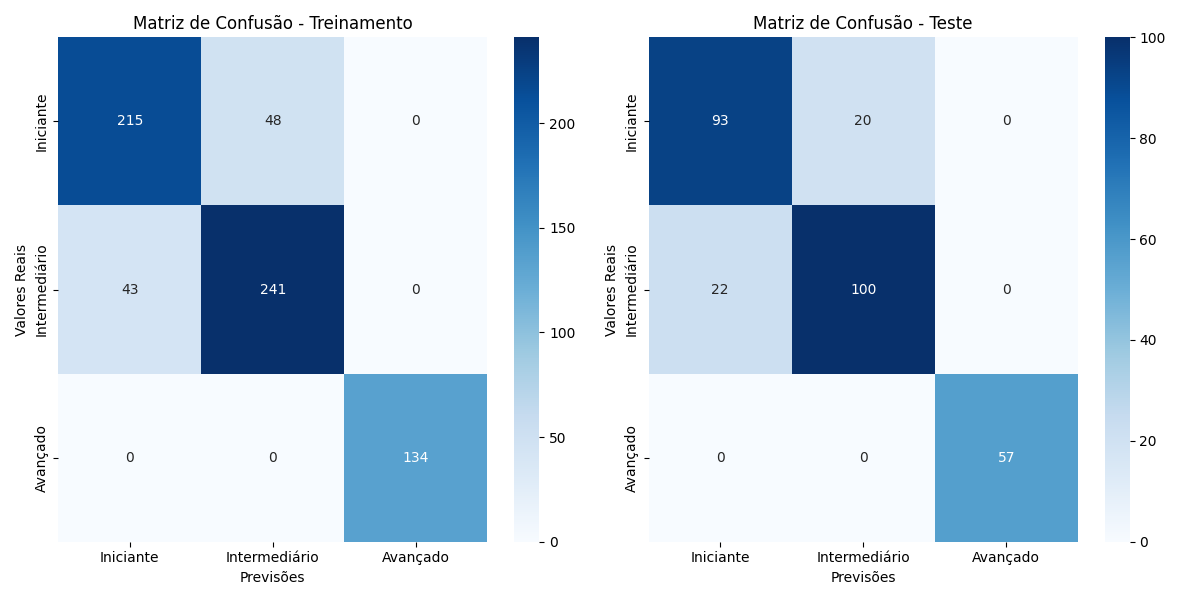 Matriz de Confusão - Treinamento
Valores Reais
Iniciante
215
48
0
Intermediário
43
241
0
Avançado
0
0
134
Iniciante
Intermediário
Avançado
Previsões
200
150
100
50
0
Matriz de Confusão - Teste
Valores Reais
Iniciante
93
20
0
Intermediário
22
100
0
Avançado
0
0
57
Iniciante
Intermediário
Avançado
Previsões
100
80
60
40
20
0